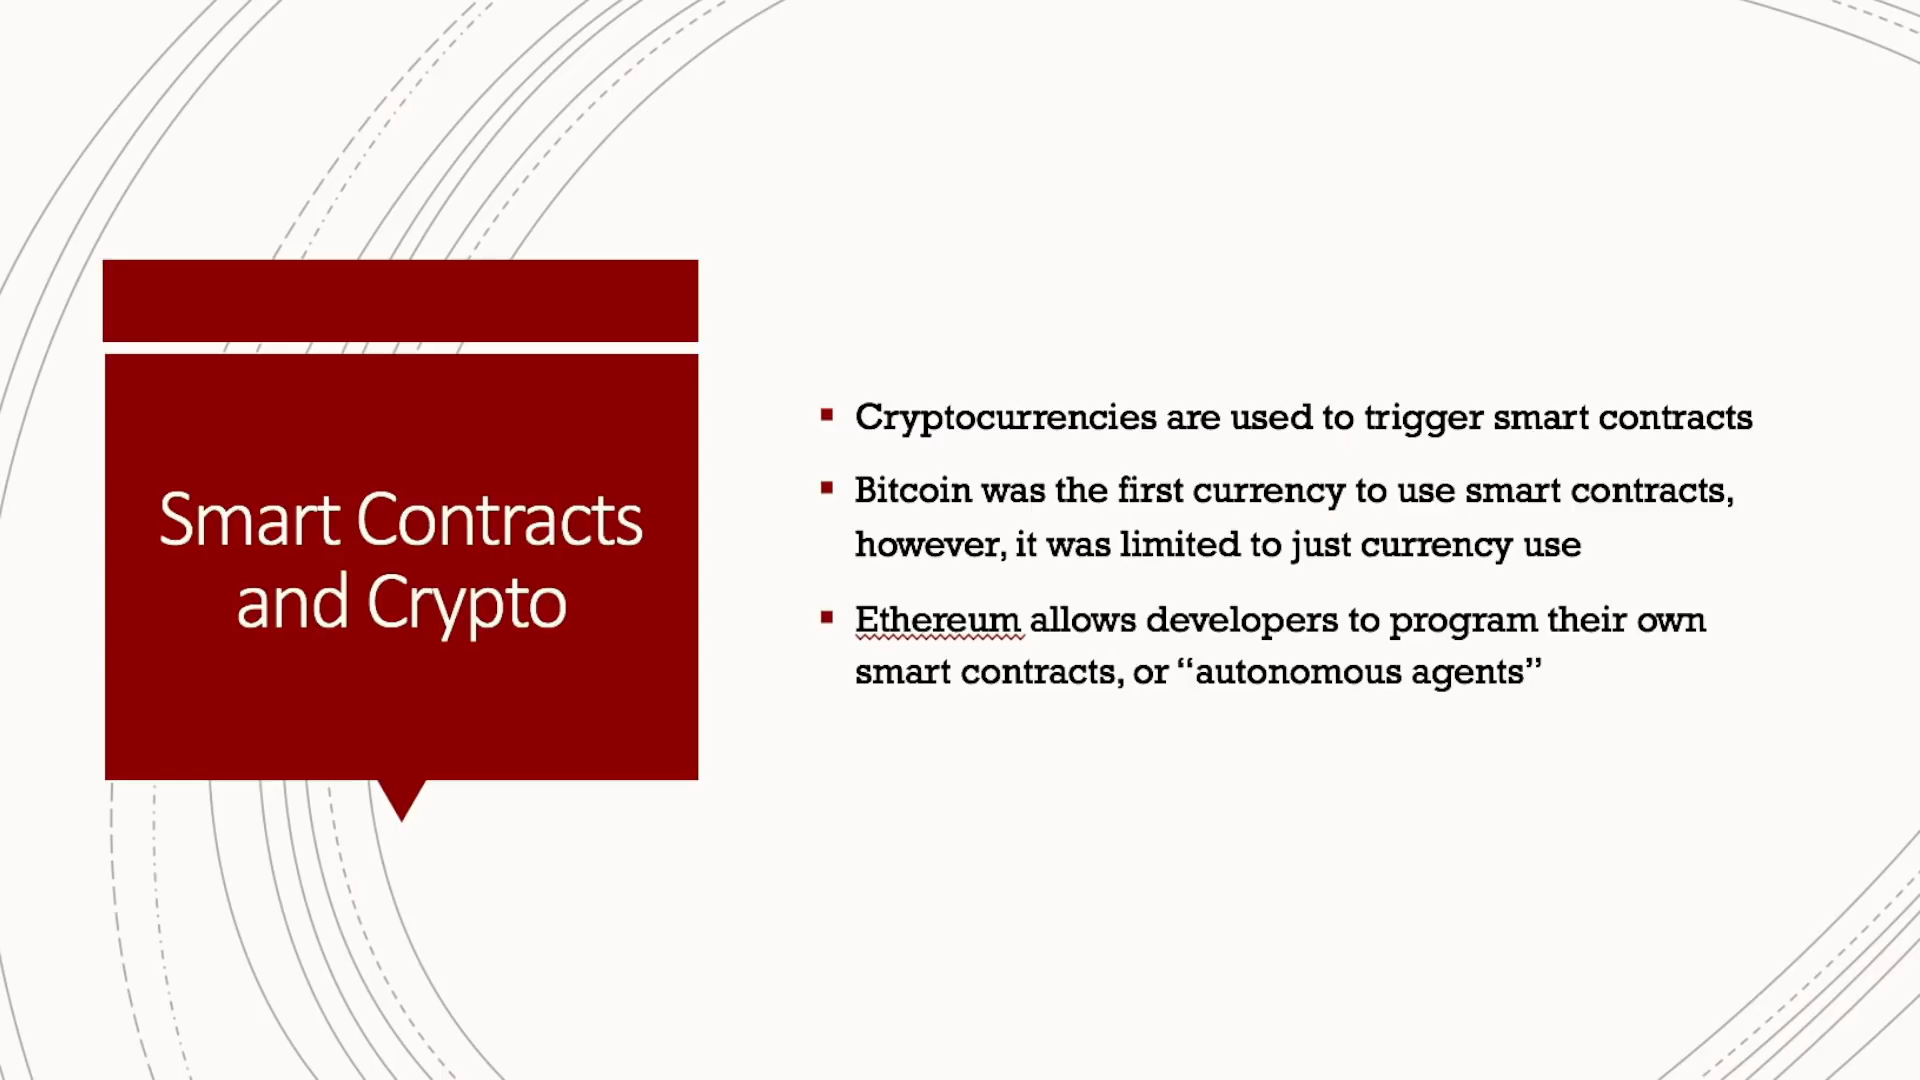 Smart Contracts
and Crypto
Cryptocurrencies are used to trigger smart contracts
Bitcoin was the first currency to use smart contracts,
however, it was limited to just currency use
Ethereum allows developers to program their own
smart contracts, or “autonomous agents”